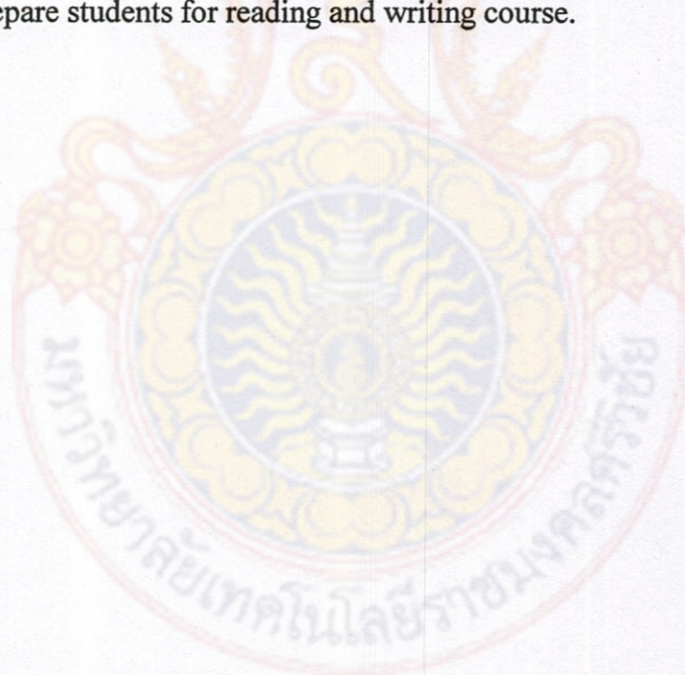 epare students for reading and writing course.
มหาวิทยาลัยเทคโนโลยีราชมงคลศรีวิชัย